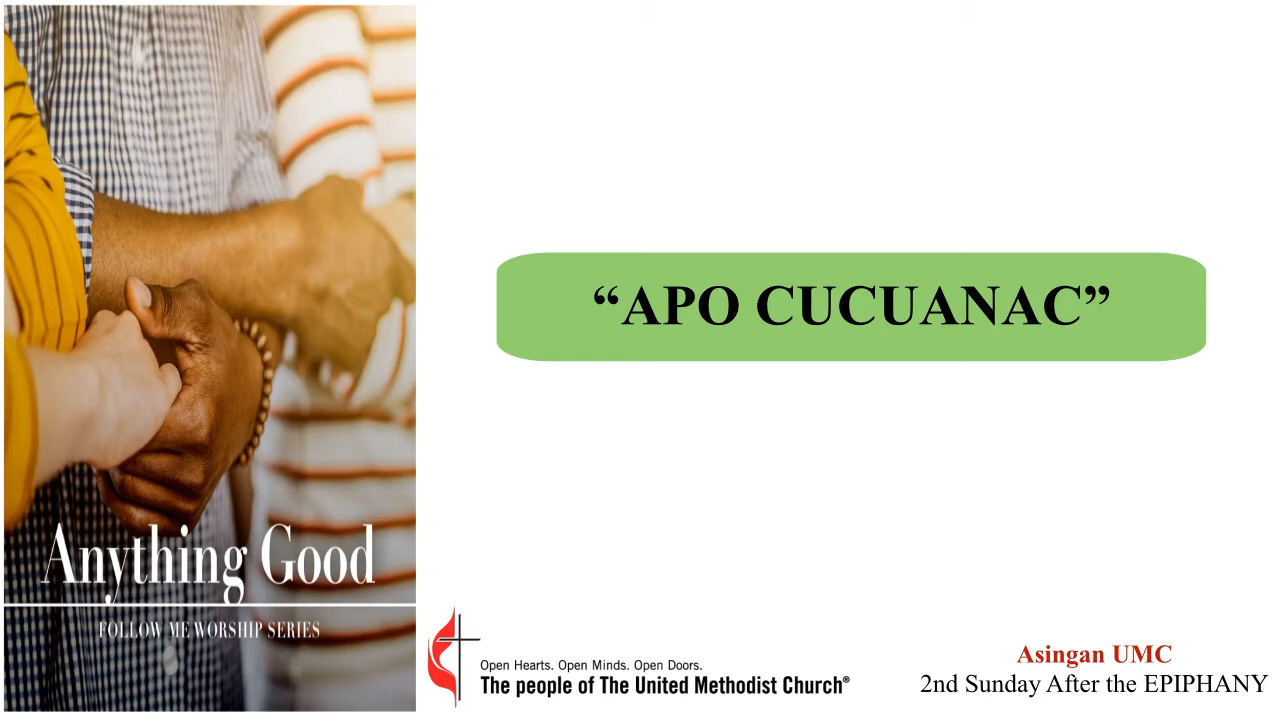 “APO CUCUANAC”
Anything Good
FOLLOW ME WORSHIP SERIES
Open Hearts. Open Minds. Open Doors.
The people of The United Methodist Church®
Asingan UMC
2nd Sunday After the EPIPHANY